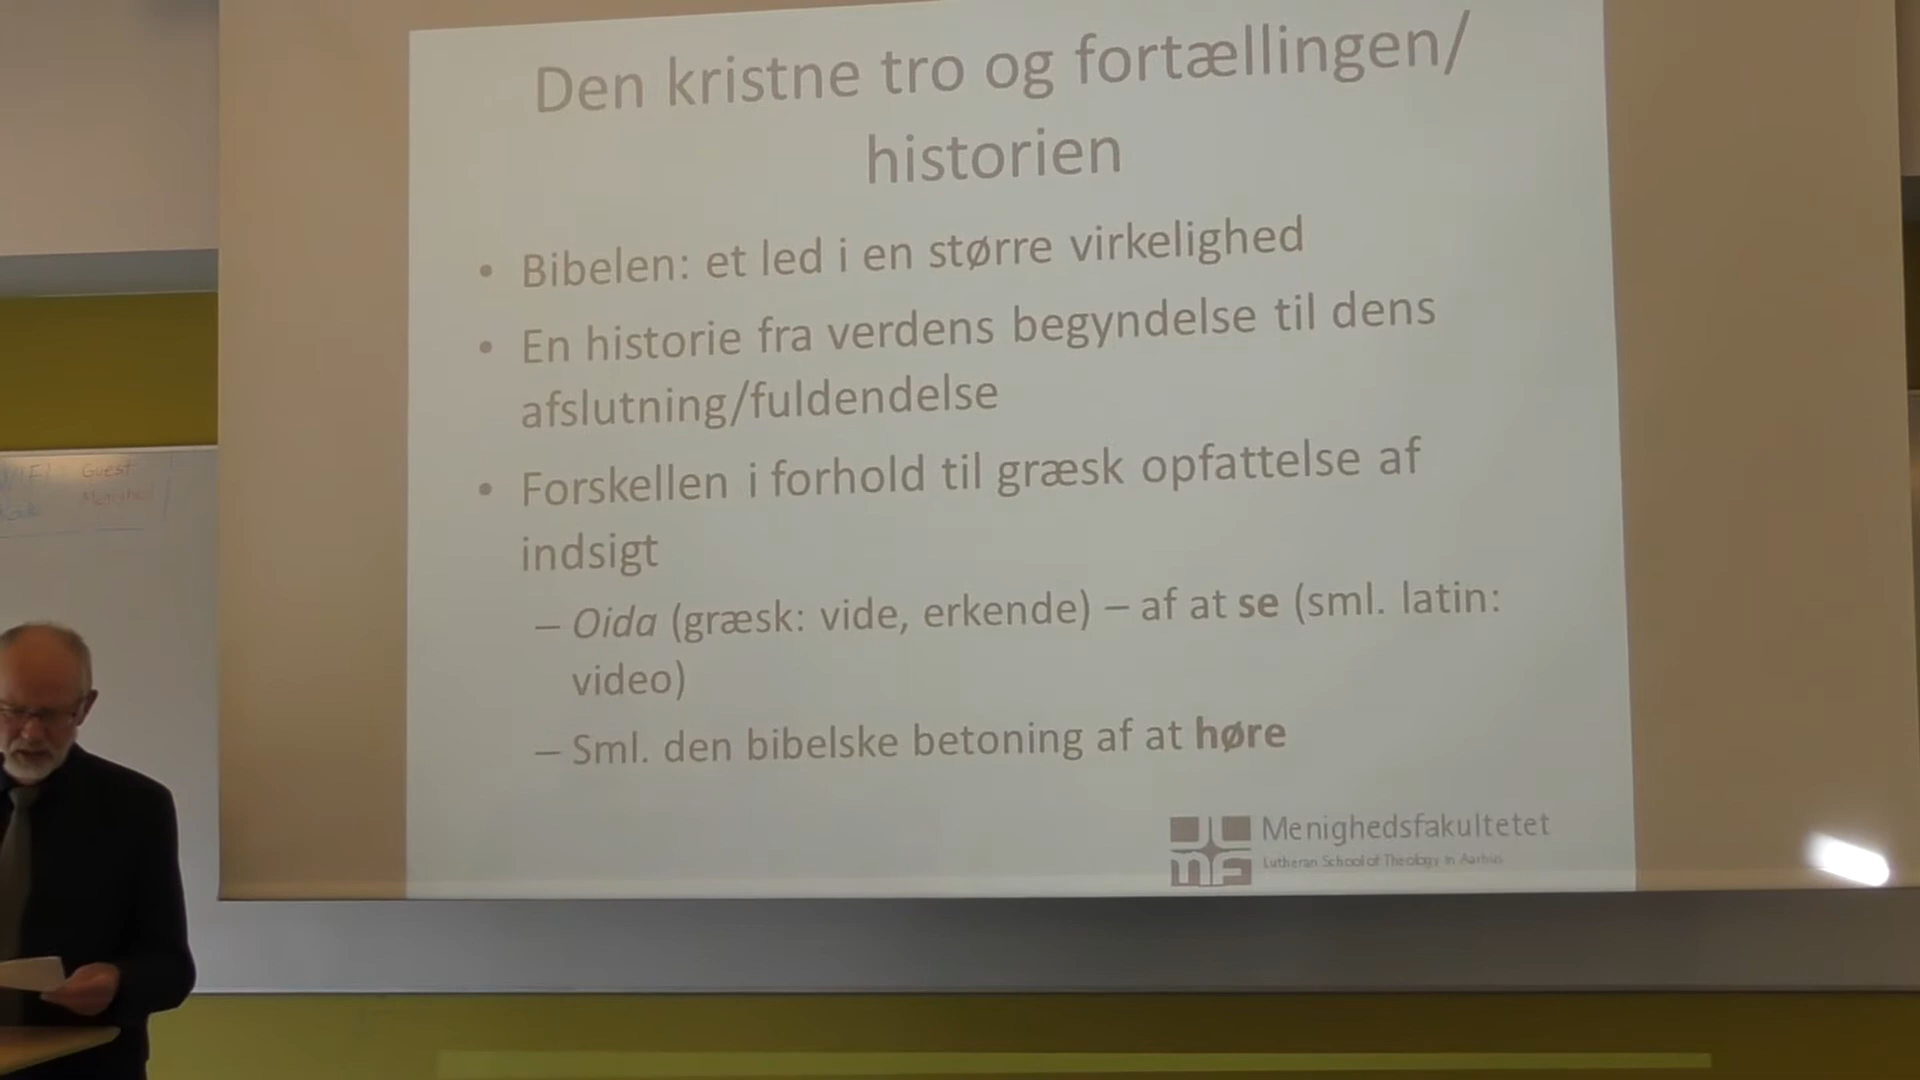 Den kristne tro og fortællingen/
historien
• Bibelen: et led i en større virkelighed
• En historie fra verdens begyndelse til dens
afslutning/fuldendelse
• Forskellen i forhold til græsk opfattelse af
indsigt
– Oida (græsk: vide, erkende) – af at se (sml. latin:
video)
– Sml. den bibelske betoning af at høre
Menighedsfakultetet
Lutheran School of Theology in Aarhus
Guest